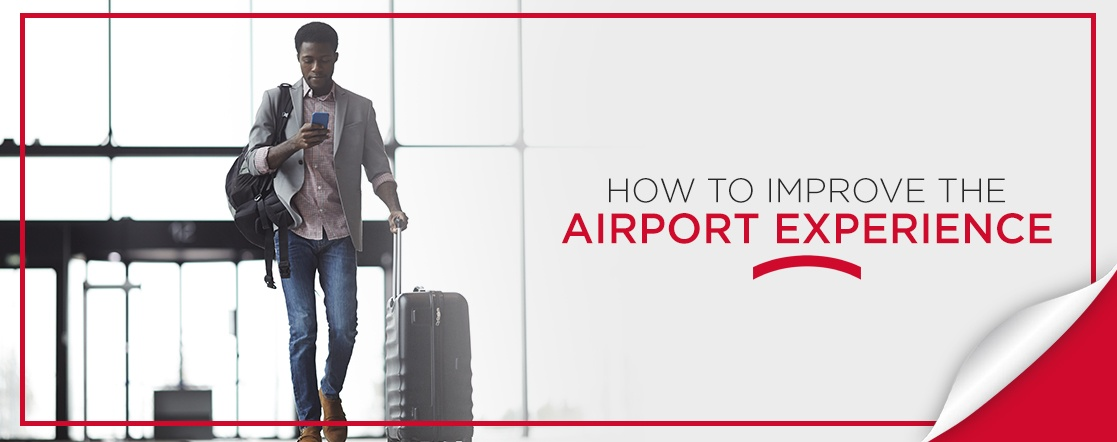 HOW TO IMPROVE THE
AIRPORT EXPERIENCE